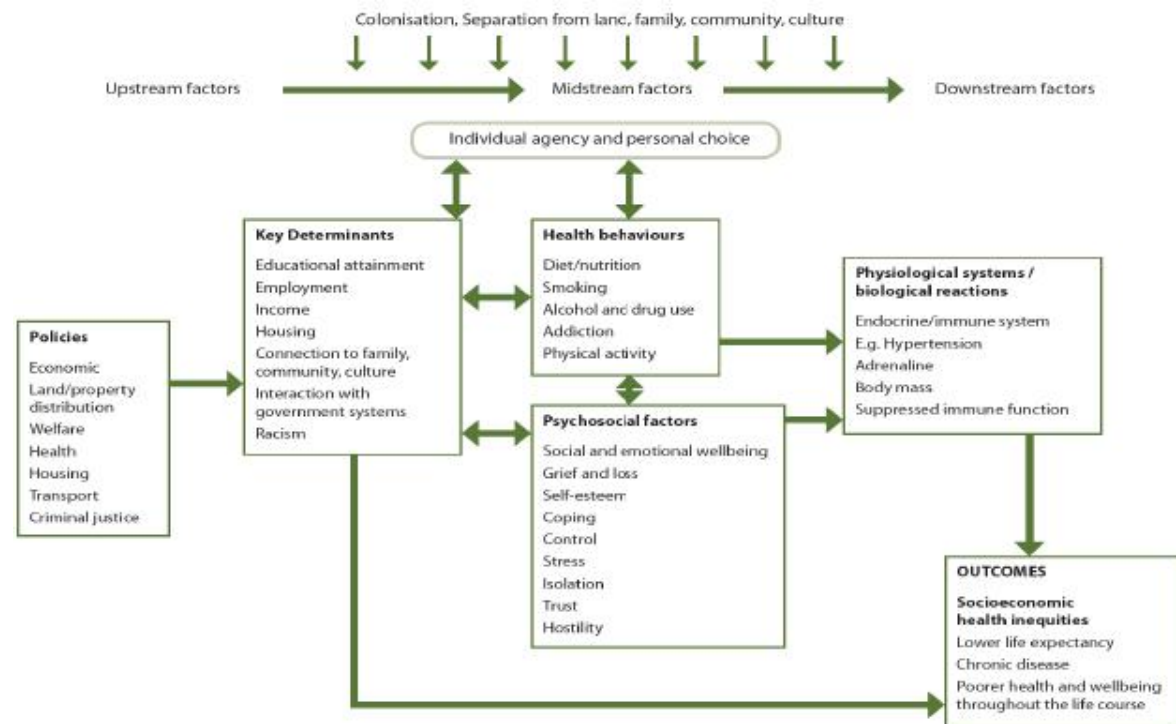 Colonisation, Separation from land, family, community, culture
Upstream factors
Midstream factors
Downstream factors
Individual agency and personal choice
Policies
Economic
Land/property
distribution
Welfare
Health
Housing
Transport
Criminal justice
Key Determinants
Educational attainment
Employment
Income
Housing
Connection to family,
community, culture
Interaction with
government systems
Racism
Health behaviours
Diet/nutrition
Smoking
Alcohol and drug use
Addiction
Physical activity
Psychosocial factors
Social and emotional wellbeing
Grief and loss
Self-esteem
Coping
Control
Stress
Isolation
Trust
Hostility
Physiological systems /
biological reactions
Endocrine/immune system
E.g. Hypertension
Adrenaline
Body mass
Suppressed immune function
OUTCOMES
Socioeconomic
health inequities
Lower life expectancy
Chronic disease
Poorer health and wellbeing
throughout the life course